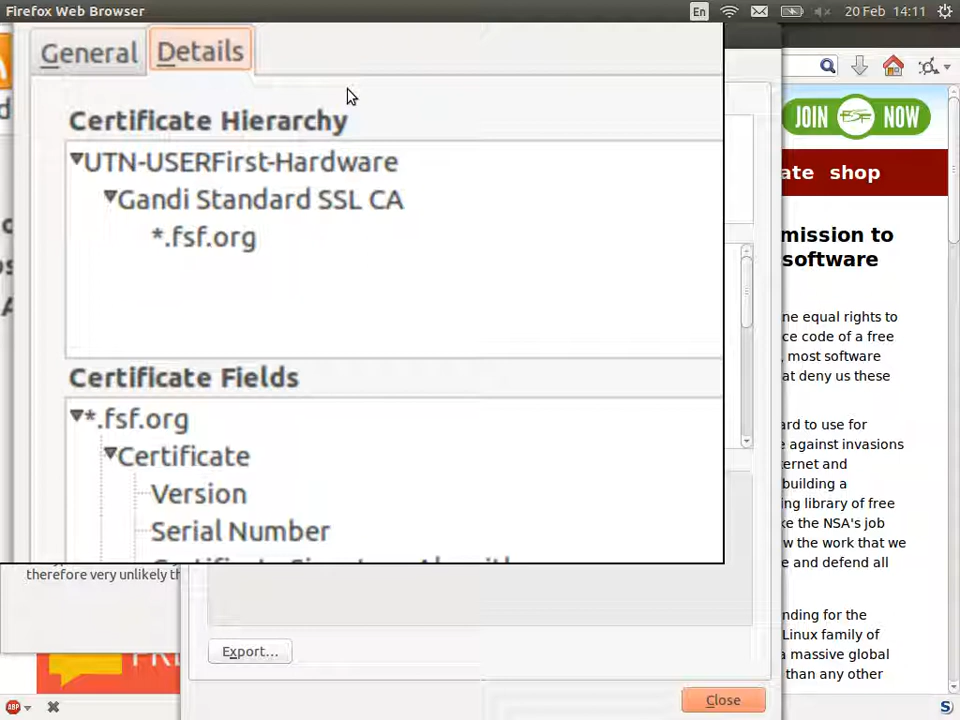 Firefox Web Browser
En
20 Feb 14:11
General
Details
Certificate Hierarchy
UTN-USERFirst-Hardware
Gandi Standard SSL CA
*.fsf.org
Certificate Fields
*.fsf.org
Certificate
Version
Serial Number
therefore very unlikely th
Export...
Close
JOIN
FSF
NOW
ate shop
mission to
software
ne equal rights to
ce code of a free
, most software
at deny us these
ard to use for
e against invasions
ternet and
building a
ng library of free
ke the NSA's job
w the work that we
e and defend all
nding for the
Linux family of
a massive global
than any other
ABP
S